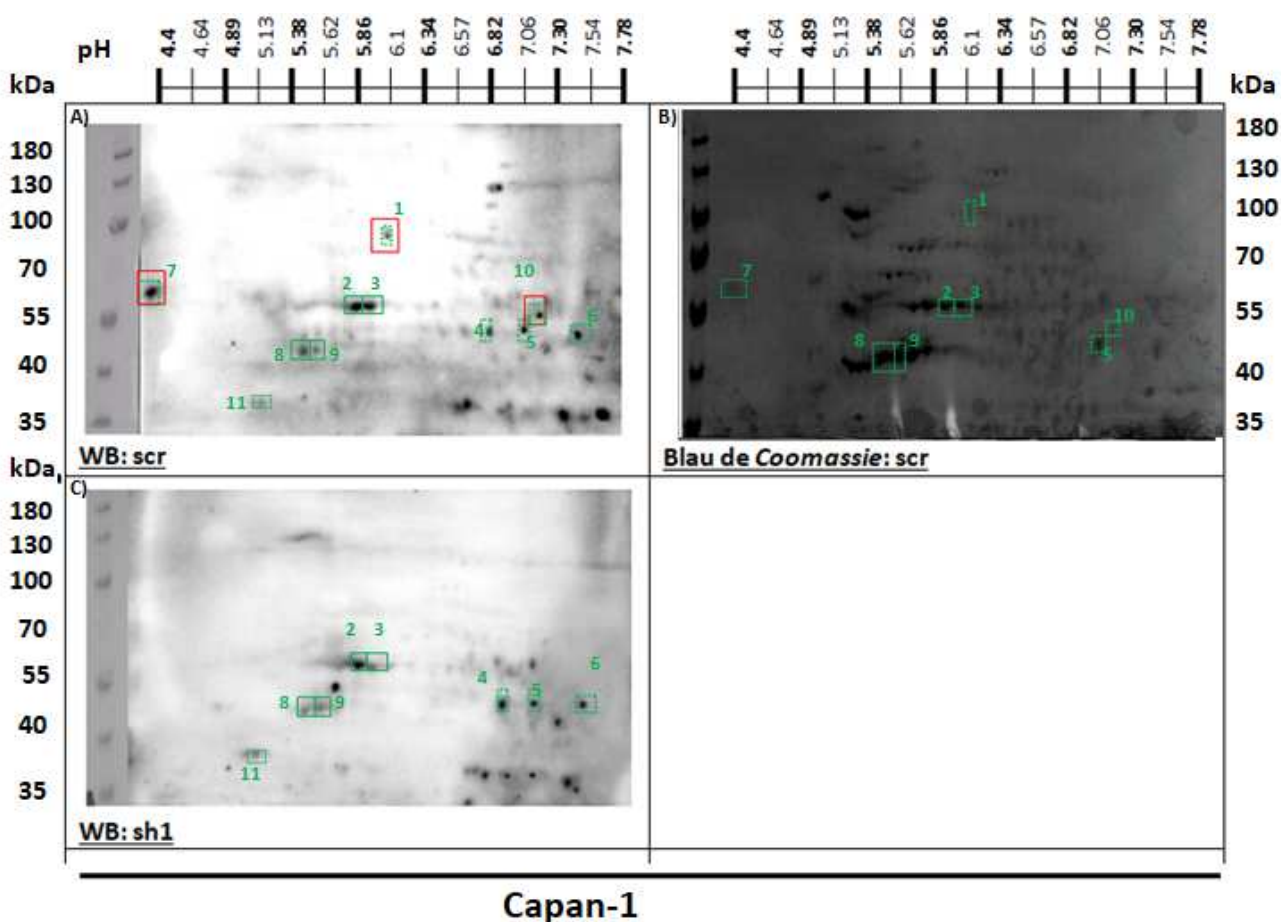 pH 4.4 4.64 4.89 5.13 5.38 5.62 5.86 6.1 6.34 6.57 6.82 7.06 7.30 7.54 7.78 4.4 4.64 4.89 5.13 5.38 5.62 5.86 6.1 6.34 6.57 6.82 7.06 7.30 7.54 7.78
kDa kDa
A) B)
180 180
130 130
100 1 1 100
70 7 10 7 70
55 2 3 4 5 6 2 3 10 55
40 8 9 8 9 5 40
35 11 35
WB: scr Blau de Coomassie: scr
kDa,
C)
180
130
100
70 2 3
55 4 5 6
40 8 9
11
35
WB: sh1
Capan-1